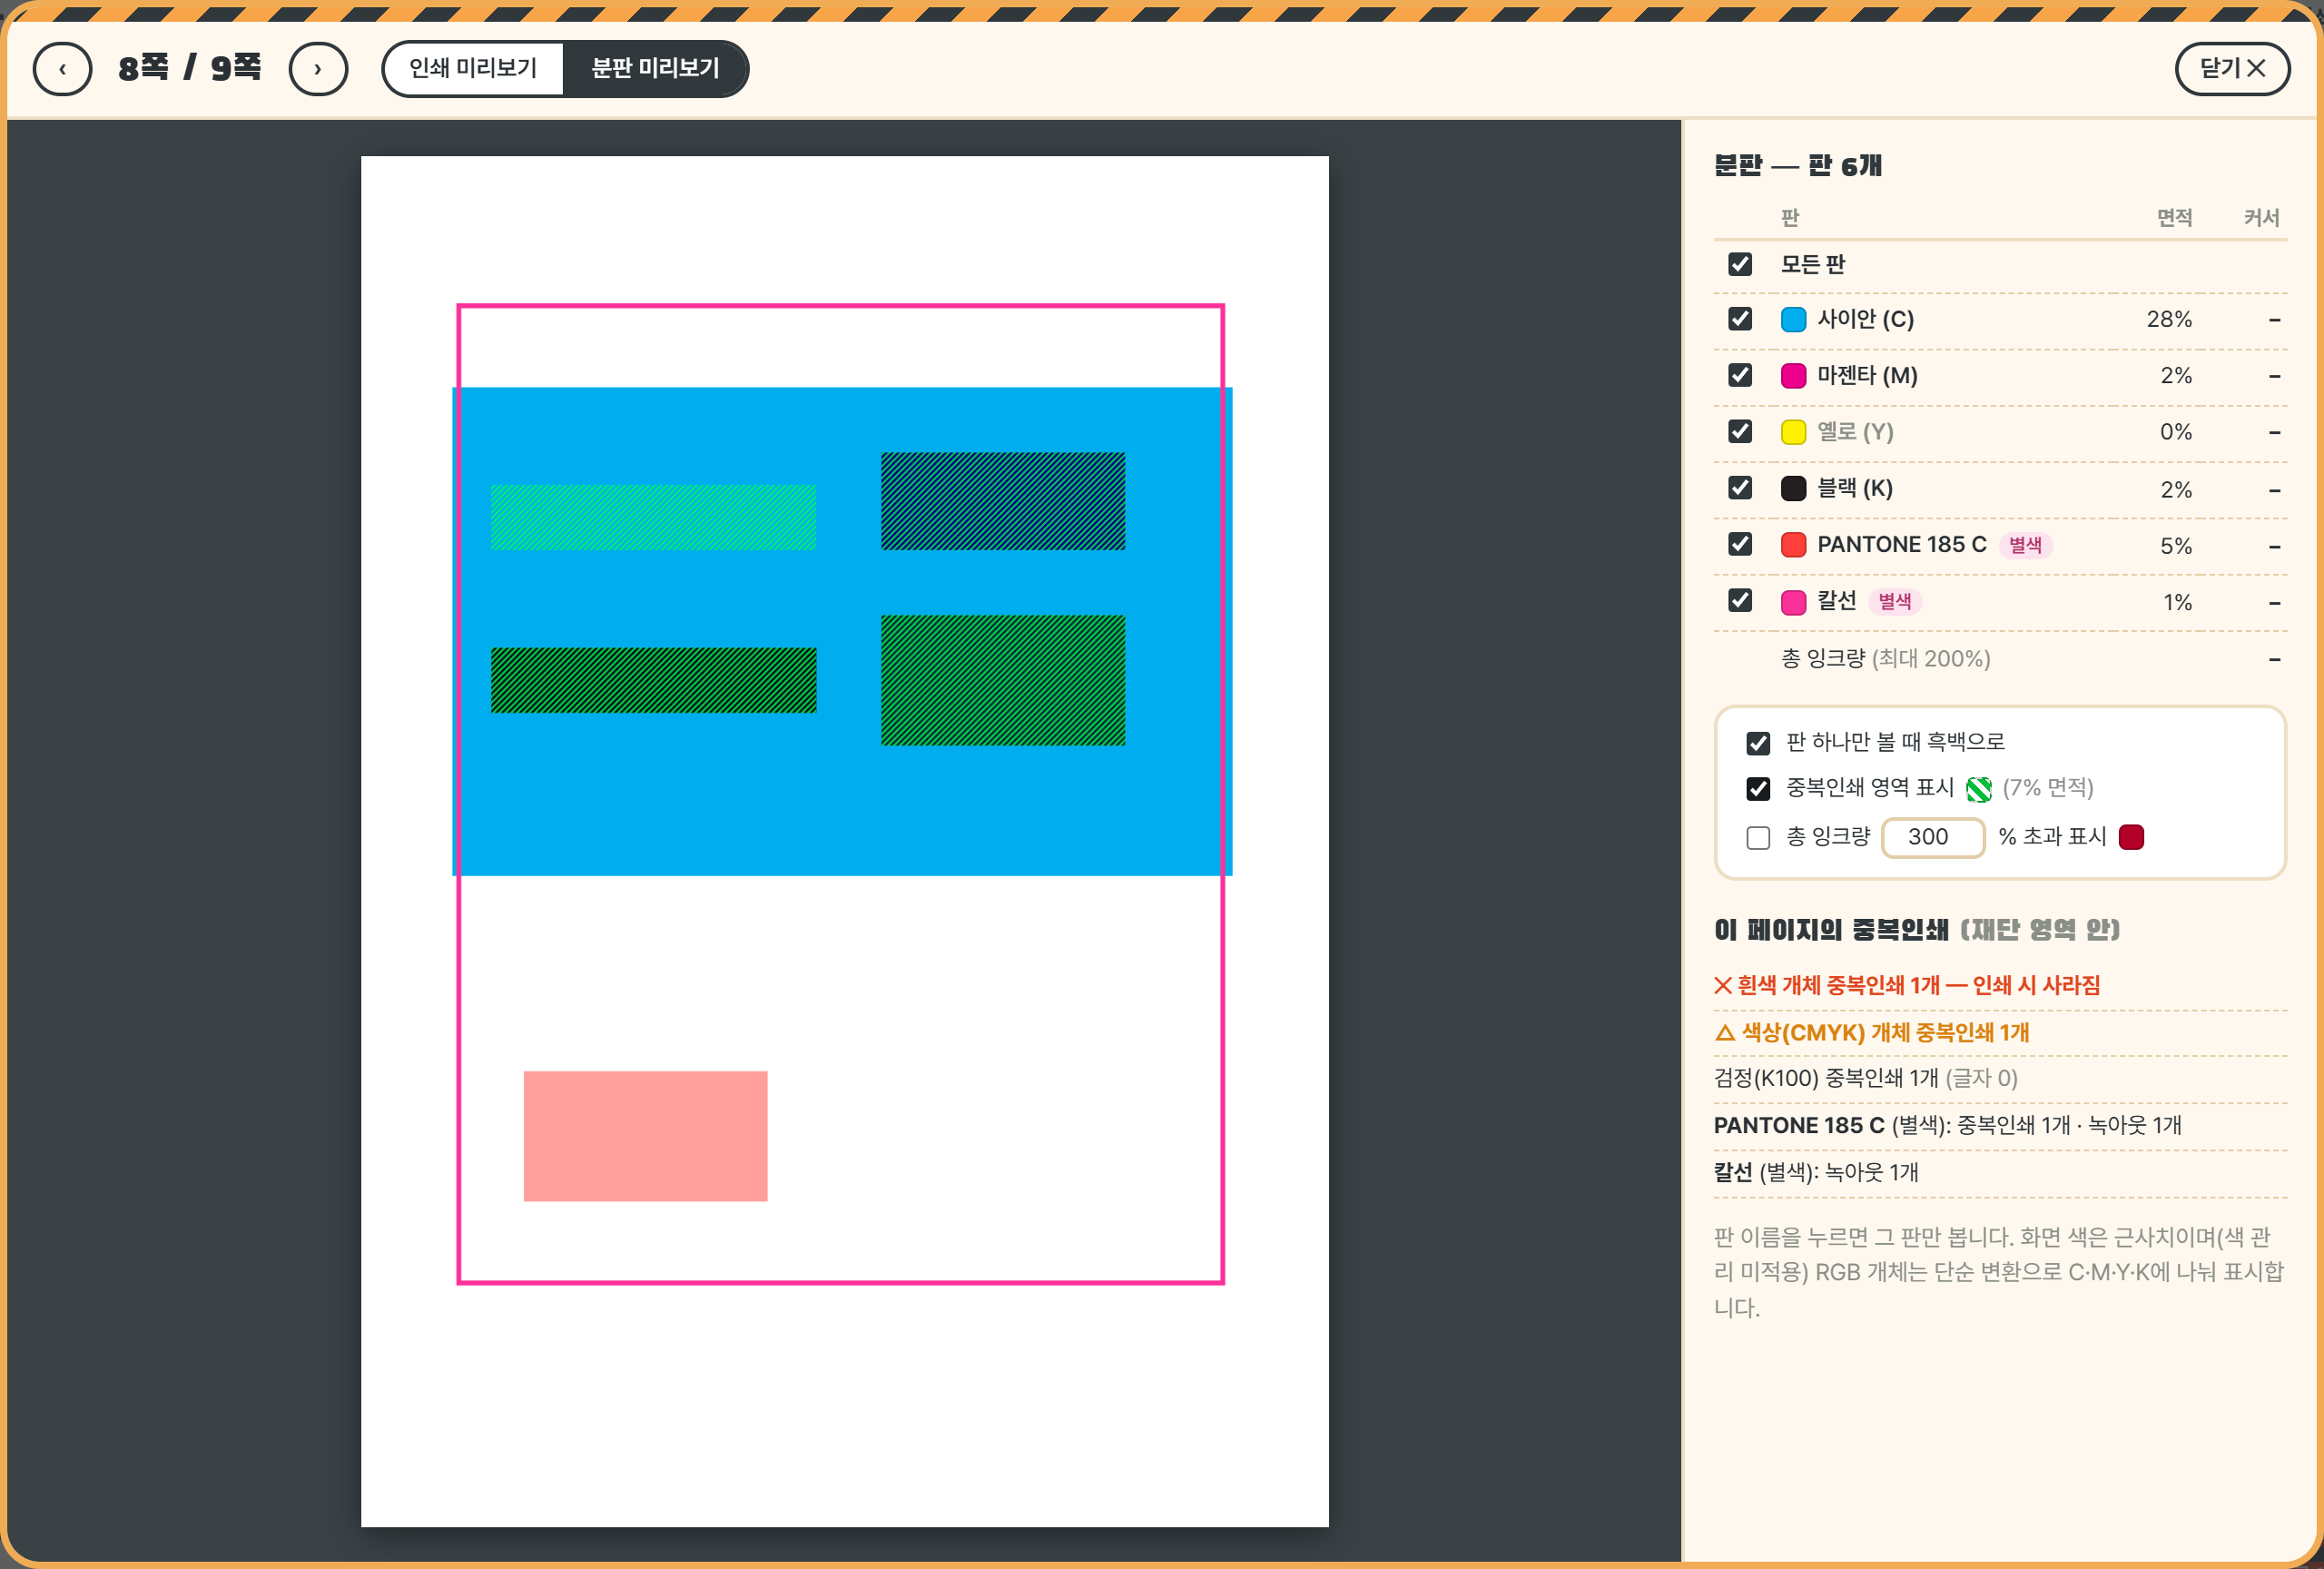 ‹ 8쪽 / 9쪽 › 인쇄 미리보기 분판 미리보기 닫기 ✕
분판 — 판 6개
판 면적 커서
모든 판
사이안 (C) 28% –
마젠타 (M) 2% –
옐로 (Y) 0% –
블랙 (K) 2% –
PANTONE 185 C 별색 5% –
칼선 별색 1% –
총 잉크량 (최대 200%) –
판 하나만 볼 때 흑백으로
중복인쇄 영역 표시 (7% 면적)
총 잉크량 300 % 초과 표시
이 페이지의 중복인쇄 (재단 영역 안)
✕ 흰색 개체 중복인쇄 1개 — 인쇄 시 사라짐
△ 색상(CMYK) 개체 중복인쇄 1개
검정(K100) 중복인쇄 1개 (글자 0)
PANTONE 185 C (별색): 중복인쇄 1개 · 녹아웃 1개
칼선 (별색): 녹아웃 1개
판 이름을 누르면 그 판만 봅니다. 화면 색은 근사치이며(색 관
리 미적용) RGB 개체는 단순 변환으로 C·M·Y·K에 나눠 표시합
니다.